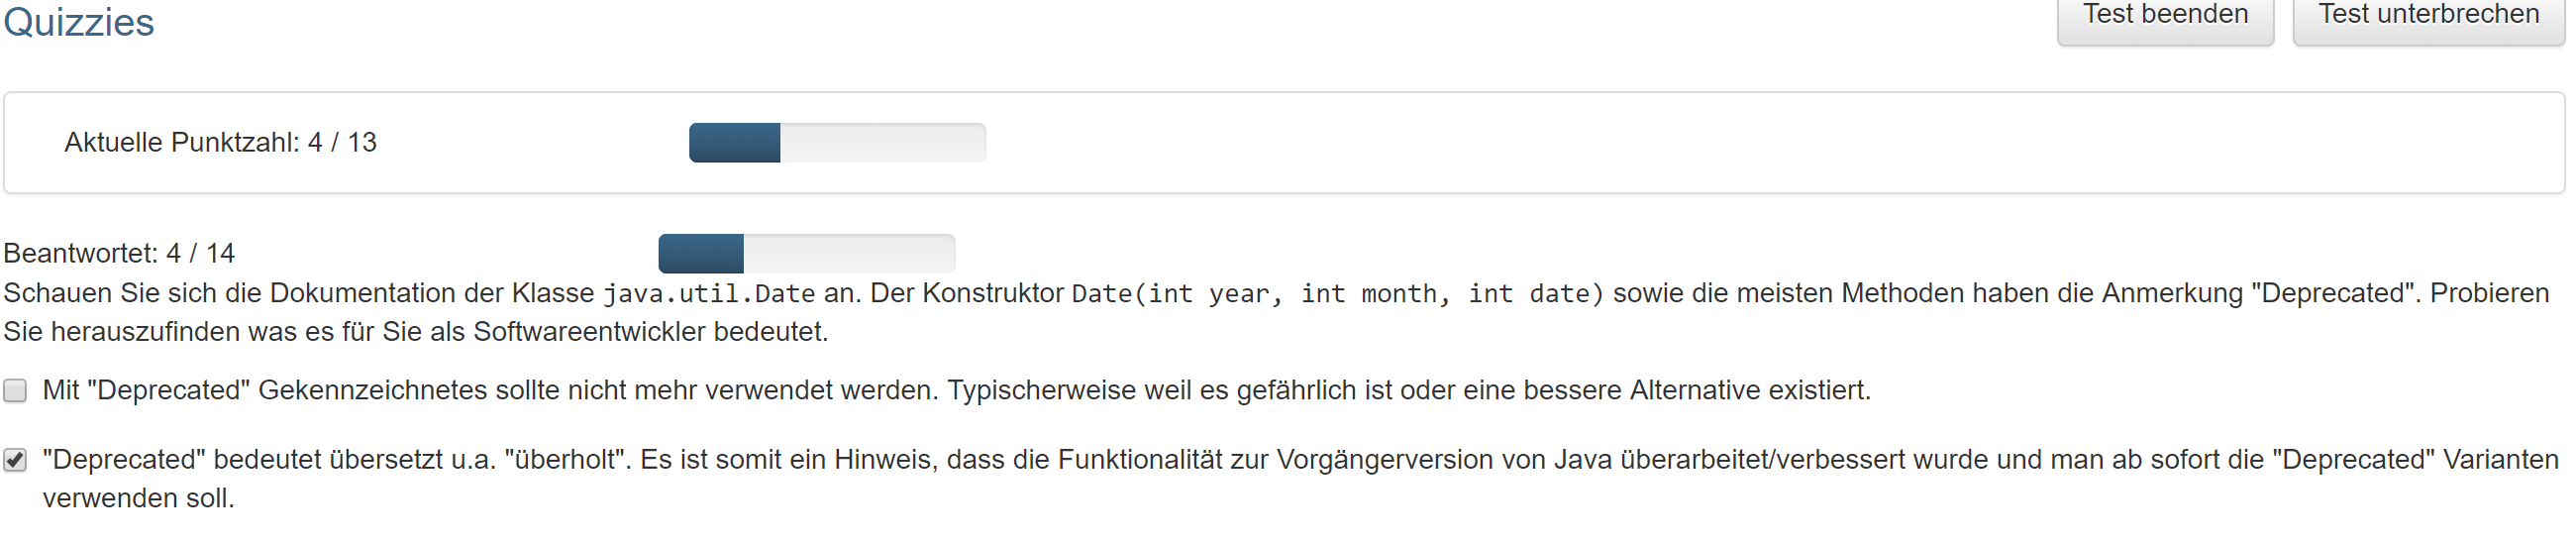 Quizzies
Test beenden
Test unterbrechen
Aktuelle Punktzahl: 4 / 13
Beantwortet: 4 / 14
Schauen Sie sich die Dokumentation der Klasse java.util.Date an. Der Konstruktor Date(int year, int month, int date) sowie die meisten Methoden haben die Anmerkung "Deprecated". Probieren
Sie herauszufinden was es für Sie als Softwareentwickler bedeutet.
Mit "Deprecated" Gekennzeichnetes sollte nicht mehr verwendet werden. Typischerweise weil es gefährlich ist oder eine bessere Alternative existiert.
"Deprecated" bedeutet übersetzt u.a. "überholt". Es ist somit ein Hinweis, dass die Funktionalität zur Vorgängerversion von Java überarbeitet/verbessert wurde und man ab sofort die "Deprecated" Varianten
verwenden soll.